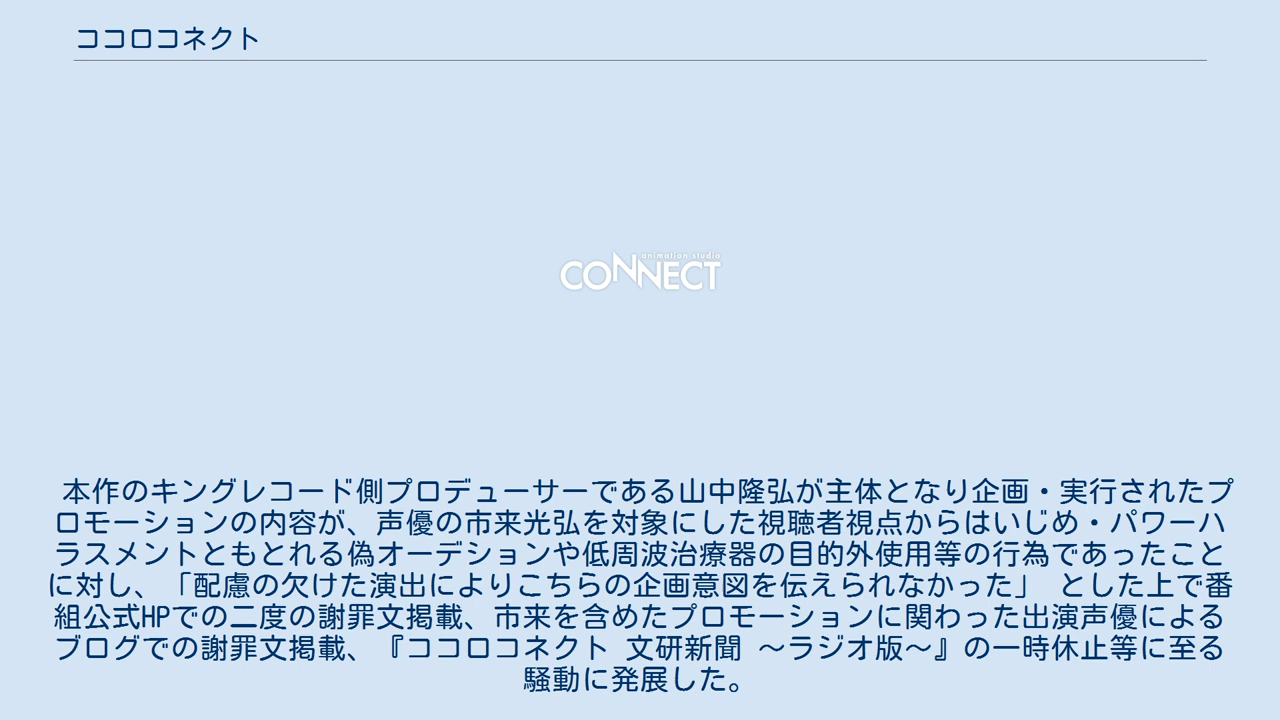 ココロコネクト
animation studio
CONNECT
本作のキングレコード側プロデューサーである山中隆弘が主体となり企画・実行されたプ
ロモーションの内容が、声優の市来光弘を対象にした視聴者視点からはいじめ・パワーハ
ラスメントともとれる偽オーデションや低周波治療器の目的外使用等の行為であったこと
に対し、「配慮の欠けた演出によりこちらの企画意図を伝えられなかった」 とした上で番
組公式HPでの二度の謝罪文掲載、市来を含めたプロモーションに関わった出演声優による
ブログでの謝罪文掲載、『ココロコネクト 文研新聞 〜ラジオ版〜』の一時休止等に至る
騒動に発展した。